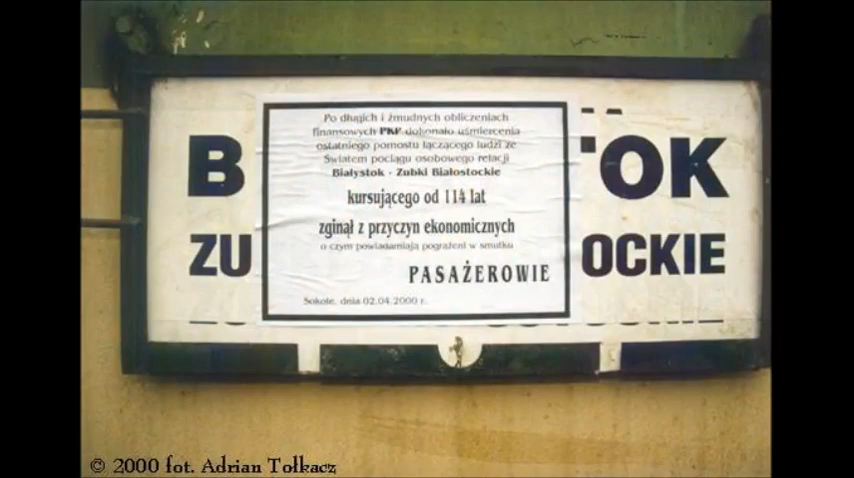 B
TOK
ZU
OCKIE
Po długich i żmudnych obliczeniach
finansowych PKP dokonało uśmiercenia
ostatniego pomostu łączącego ludzi ze
Światem pociągu osobowego relacji
Białystok - Zubki Białostockie
kursującego od 114 lat
zginął z przyczyn ekonomicznych
o czym powiadamiają pogrążeni w smutku
PASAŻEROWIE
Sokole, dnia 02.04.2000 r.
© 2000 fot. Adrian Tołkacz